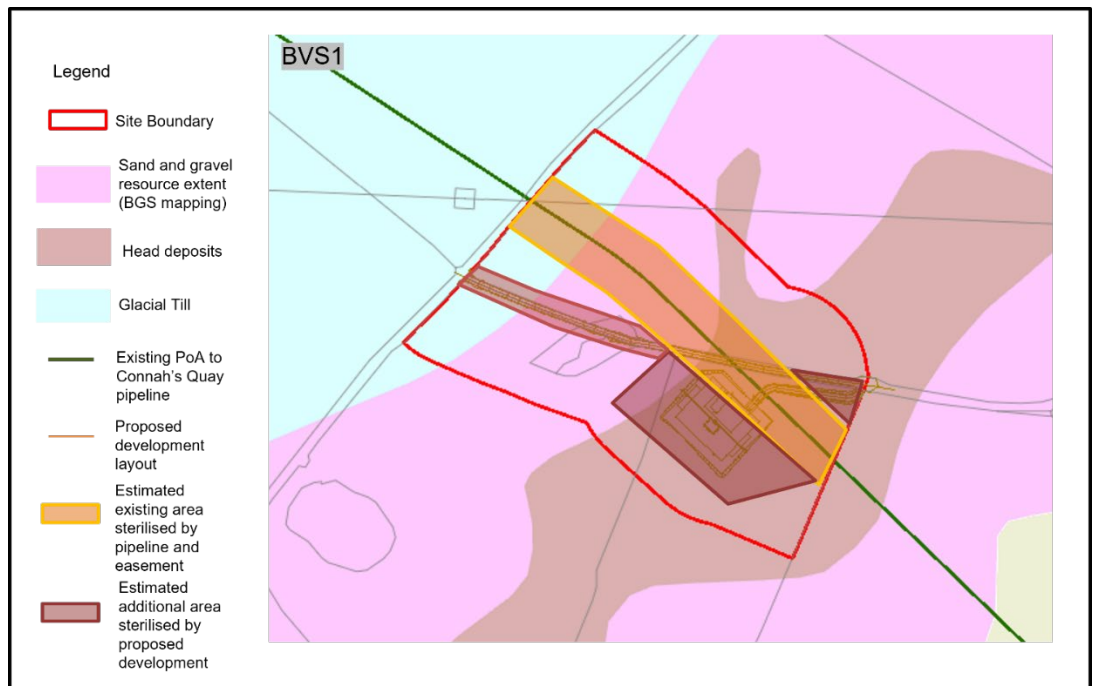 BVS1
Legend
Site Boundary
Sand and gravel
resource extent
(BGS mapping)
Head deposits
Glacial Till
Existing PoA to
Connah's Quay
pipeline
Proposed
development
layout
Estimated
existing area
sterilised by
pipeline and
easement
Estimated
additional area
sterilised by
proposed
development